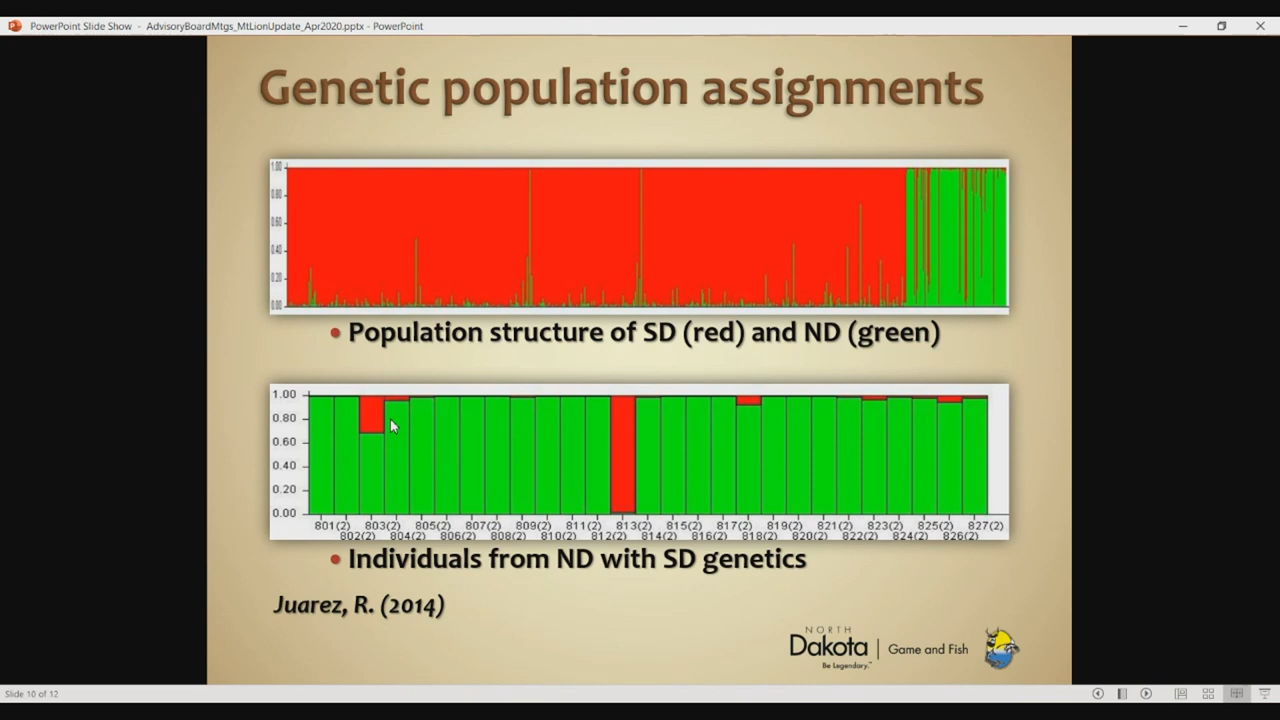 PowerPoint Slide Show - AdvisoryBoardMtgs_MtLionUpdate_Apr2020.pptx - PowerPoint
Genetic population assignments
1.00
0.80
0.60
0.40
0.20
0.00
• Population structure of SD (red) and ND (green)
1.00
0.80
0.60
0.40
0.20
0.00
801(2) 803(2) 805(2) 807(2) 809(2) 811(2) 813(2) 815(2) 817(2) 819(2) 821(2) 823(2) 825(2) 827(2)
802(2) 804(2) 806(2) 808(2) 810(2) 812(2) 814(2) 816(2) 818(2) 820(2) 822(2) 824(2) 826(2)
• Individuals from ND with SD genetics
Juarez, R. (2014)
NORTH
Dakota | Game and Fish
Be Legendary.™
Slide 10 of 12